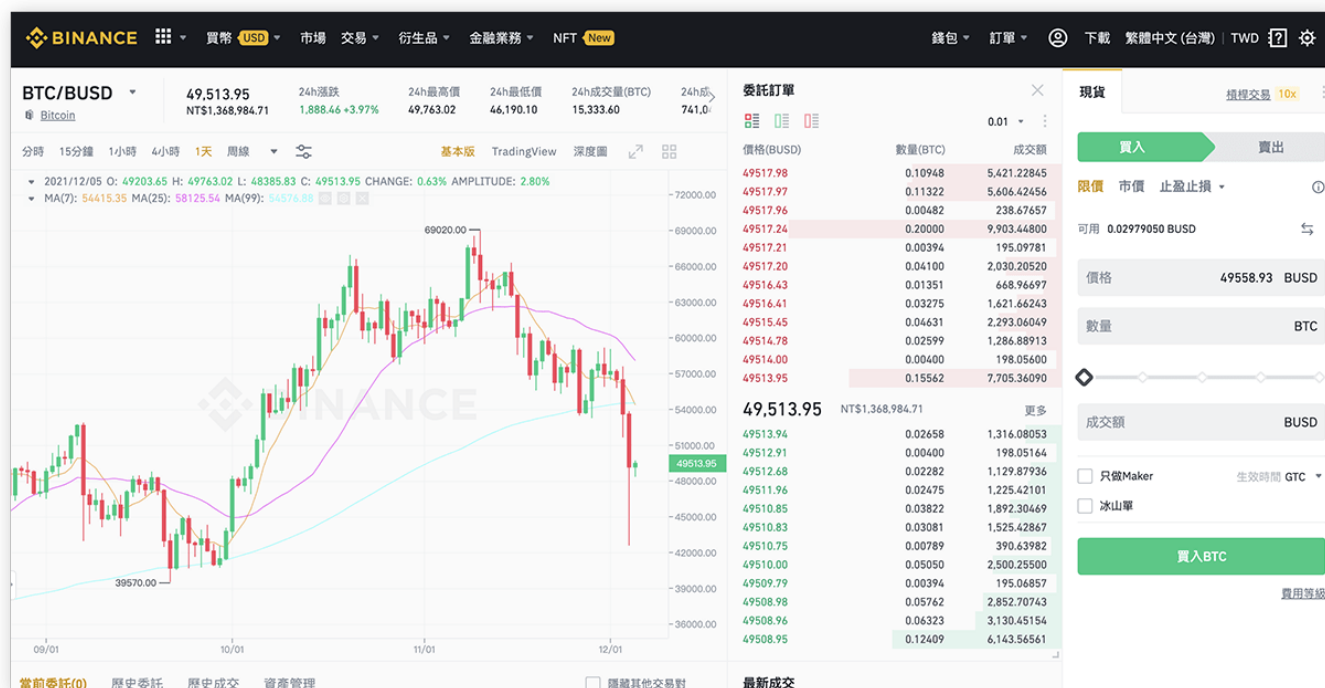 BINANCE 買幣 USD 市場 交易 衍生品 金融業務 NFT New 錢包 訂單 下載 繁體中文 (台灣) | TWD
BTC/BUSD
Bitcoin
49,513.95
NT$1,368,984.71
24h漲跌
1,888.46 +3.97%
24h最高價
49,763.02
24h最低價
46,190.10
24h成交量(BTC)
15,333.60
24h成
741,0
分時 15分鐘 1小時 4小時 1天 周線 基本版 TradingView 深度圖
2021/12/05 O: 49203.65 H: 49763.02 L: 48385.83 C: 49513.95 CHANGE: 0.63% AMPLITUDE: 2.80%
MA(7): 54415.35 MA(25): 58125.54 MA(99): 54576.88
72000.00
69020.00
69000.00
66000.00
63000.00
60000.00
57000.00
54000.00
BINANCE
51000.00
49513.95
48000.00
45000.00
42000.00
39570.00
39000.00
36000.00
09/01 10/01 11/01 12/01
當前委託(0) 歷史委託 歷史成交 資產管理 隱藏其他交易對
委託訂單
0.01
價格(BUSD) 數量(BTC) 成交額
49517.98 0.10948 5,421.22845
49517.97 0.11322 5,606.42456
49517.96 0.00482 238.67657
49517.24 0.20000 9,903.44800
49517.21 0.00394 195.09781
49517.20 0.04100 2,030.20520
49516.43 0.01351 668.96697
49516.41 0.03275 1,621.66243
49515.45 0.04631 2,293.06049
49514.78 0.02599 1,286.88913
49514.00 0.00400 198.05600
49513.95 0.15562 7,705.36090
49,513.95 NT$1,368,984.71 更多
49513.94 0.02658 1,316.08053
49512.91 0.00400 198.05164
49512.68 0.02282 1,129.87936
49511.96 0.02475 1,225.42101
49510.85 0.03822 1,892.30469
49510.83 0.03081 1,525.42867
49510.75 0.00789 390.63982
49510.00 0.05050 2,500.25500
49509.79 0.00394 195.06857
49508.98 0.05762 2,852.70743
49508.96 0.06323 3,130.45154
49508.95 0.12409 6,143.56561
最新成交
現貨 槓桿交易 10x
買入 賣出
限價 市價 止盈止損
可用 0.02979050 BUSD
價格 49558.93 BUSD
數量 BTC
成交額 BUSD
只做Maker 生效時間 GTC
冰山單
買入BTC
費用等級